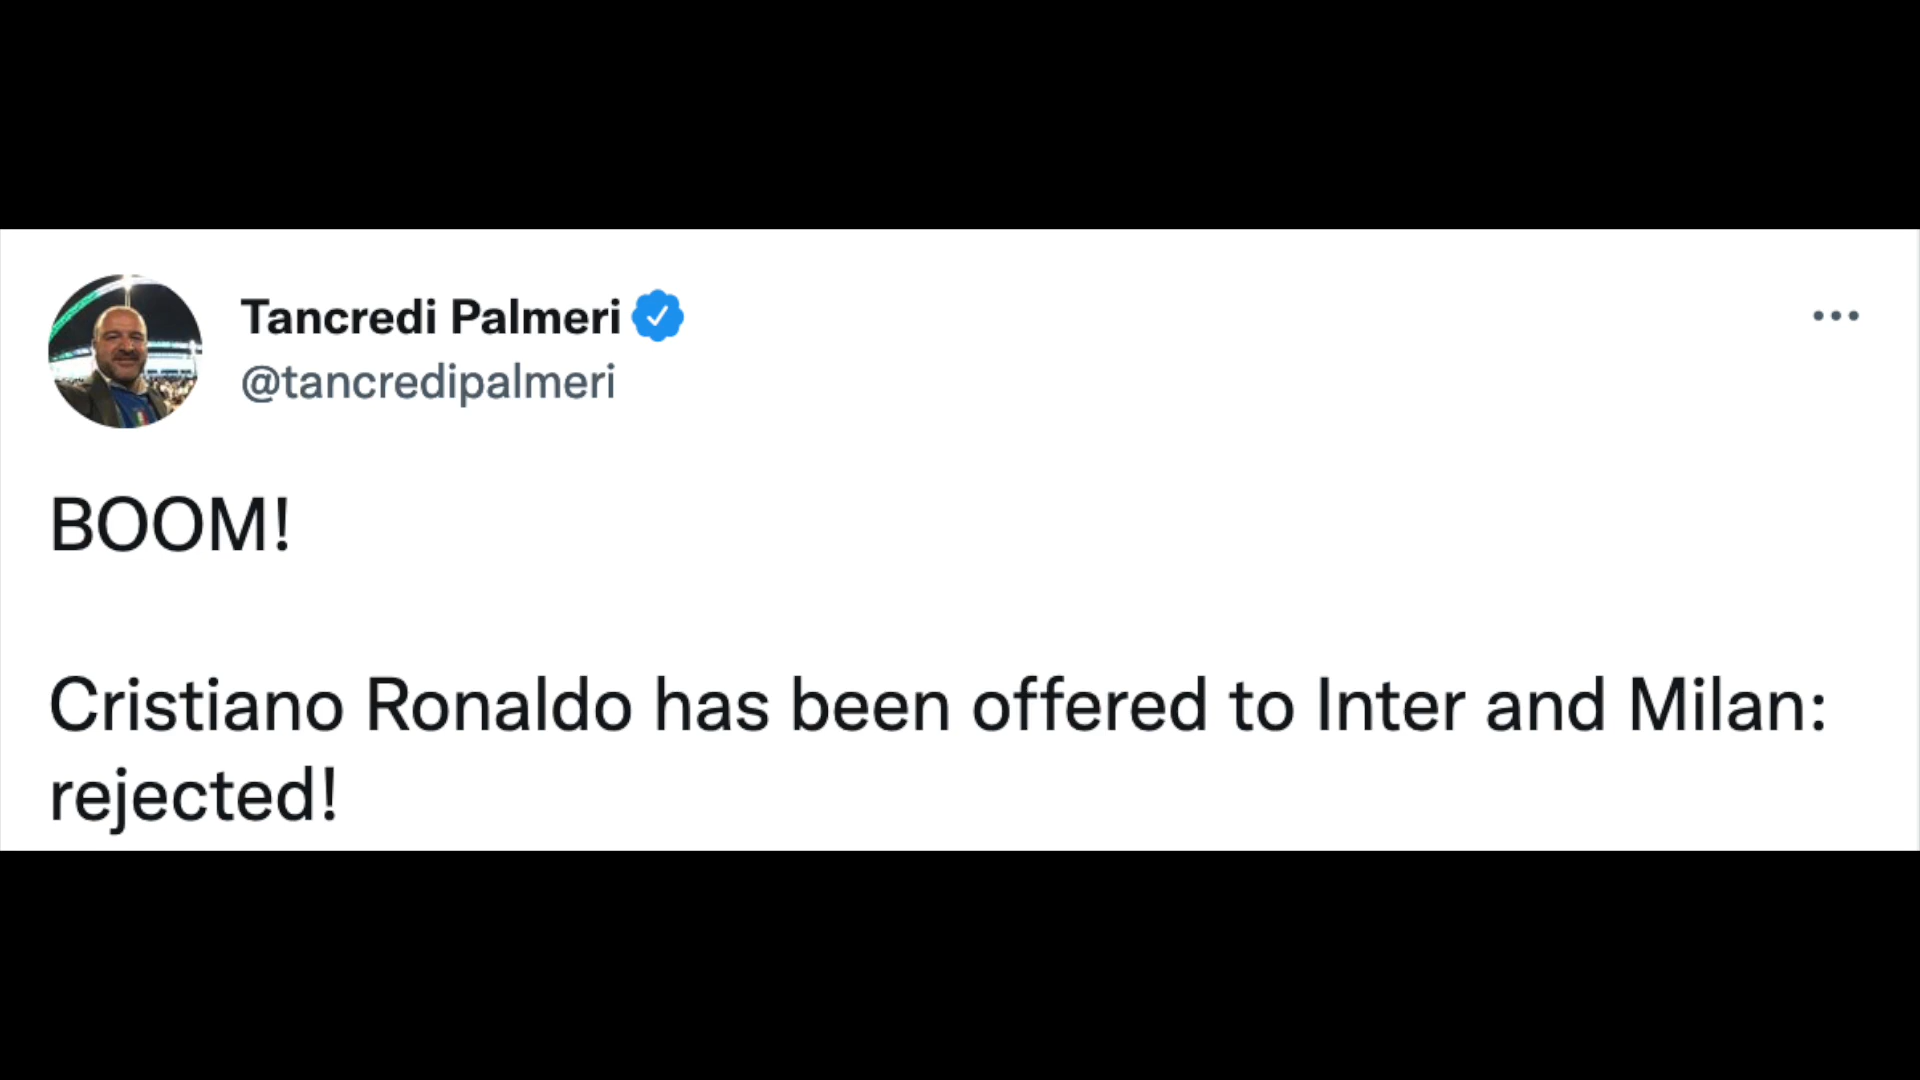 Tancredi Palmeri
@tancredipalmeri
BOOM!
Cristiano Ronaldo has been offered to Inter and Milan:
rejected!